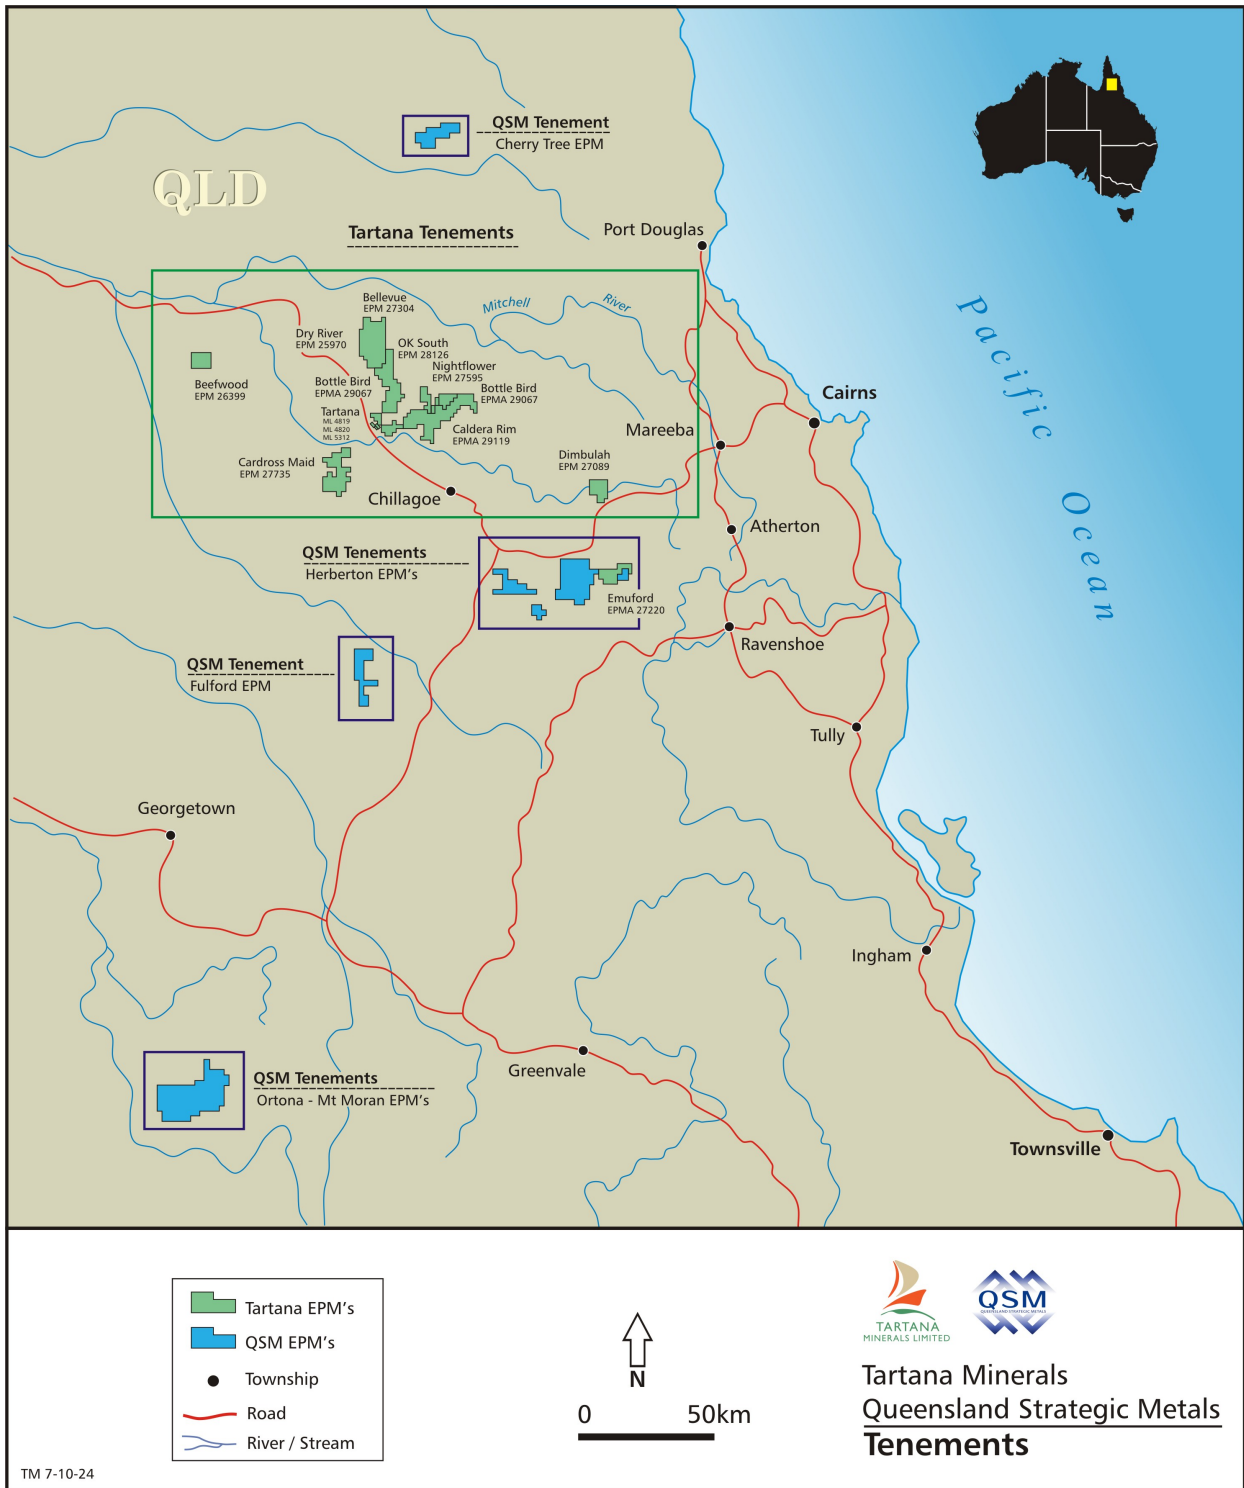 QSM Tenement
Cherry Tree EPM
QLD
Tartana Tenements
Port Douglas
Bellevue
EPM 27304
Mitchell
River
Pacific
Ocean
Dry River
EPM 25970
OK South
EPM 28126
Nightflower
EPM 27595
Beefwood
EPM 26399
Bottle Bird
EPMA 29067
Bottle Bird
EPMA 29067
Tartana
ML 4819
ML 4820
ML 5312
Caldera Rim
EPMA 29119
Cairns
Mareeba
Cardross Maid
EPM 27735
Dimbulah
EPM 27089
Chillagoe
Atherton
QSM Tenements
Herberton EPM's
Emuford
EPMA 27220
Ravenshoe
QSM Tenement
Fulford EPM
Tully
Georgetown
Ingham
Greenvale
QSM Tenements
Ortona - Mt Moran EPM's
Townsville
Tartana EPM's
QSM EPM's
Township
Road
River / Stream
N
0 50km
TARTANA
MINERALS LIMITED
QSM
QUEENSLAND STRATEGIC METALS
Tartana Minerals
Queensland Strategic Metals
Tenements
TM 7-10-24